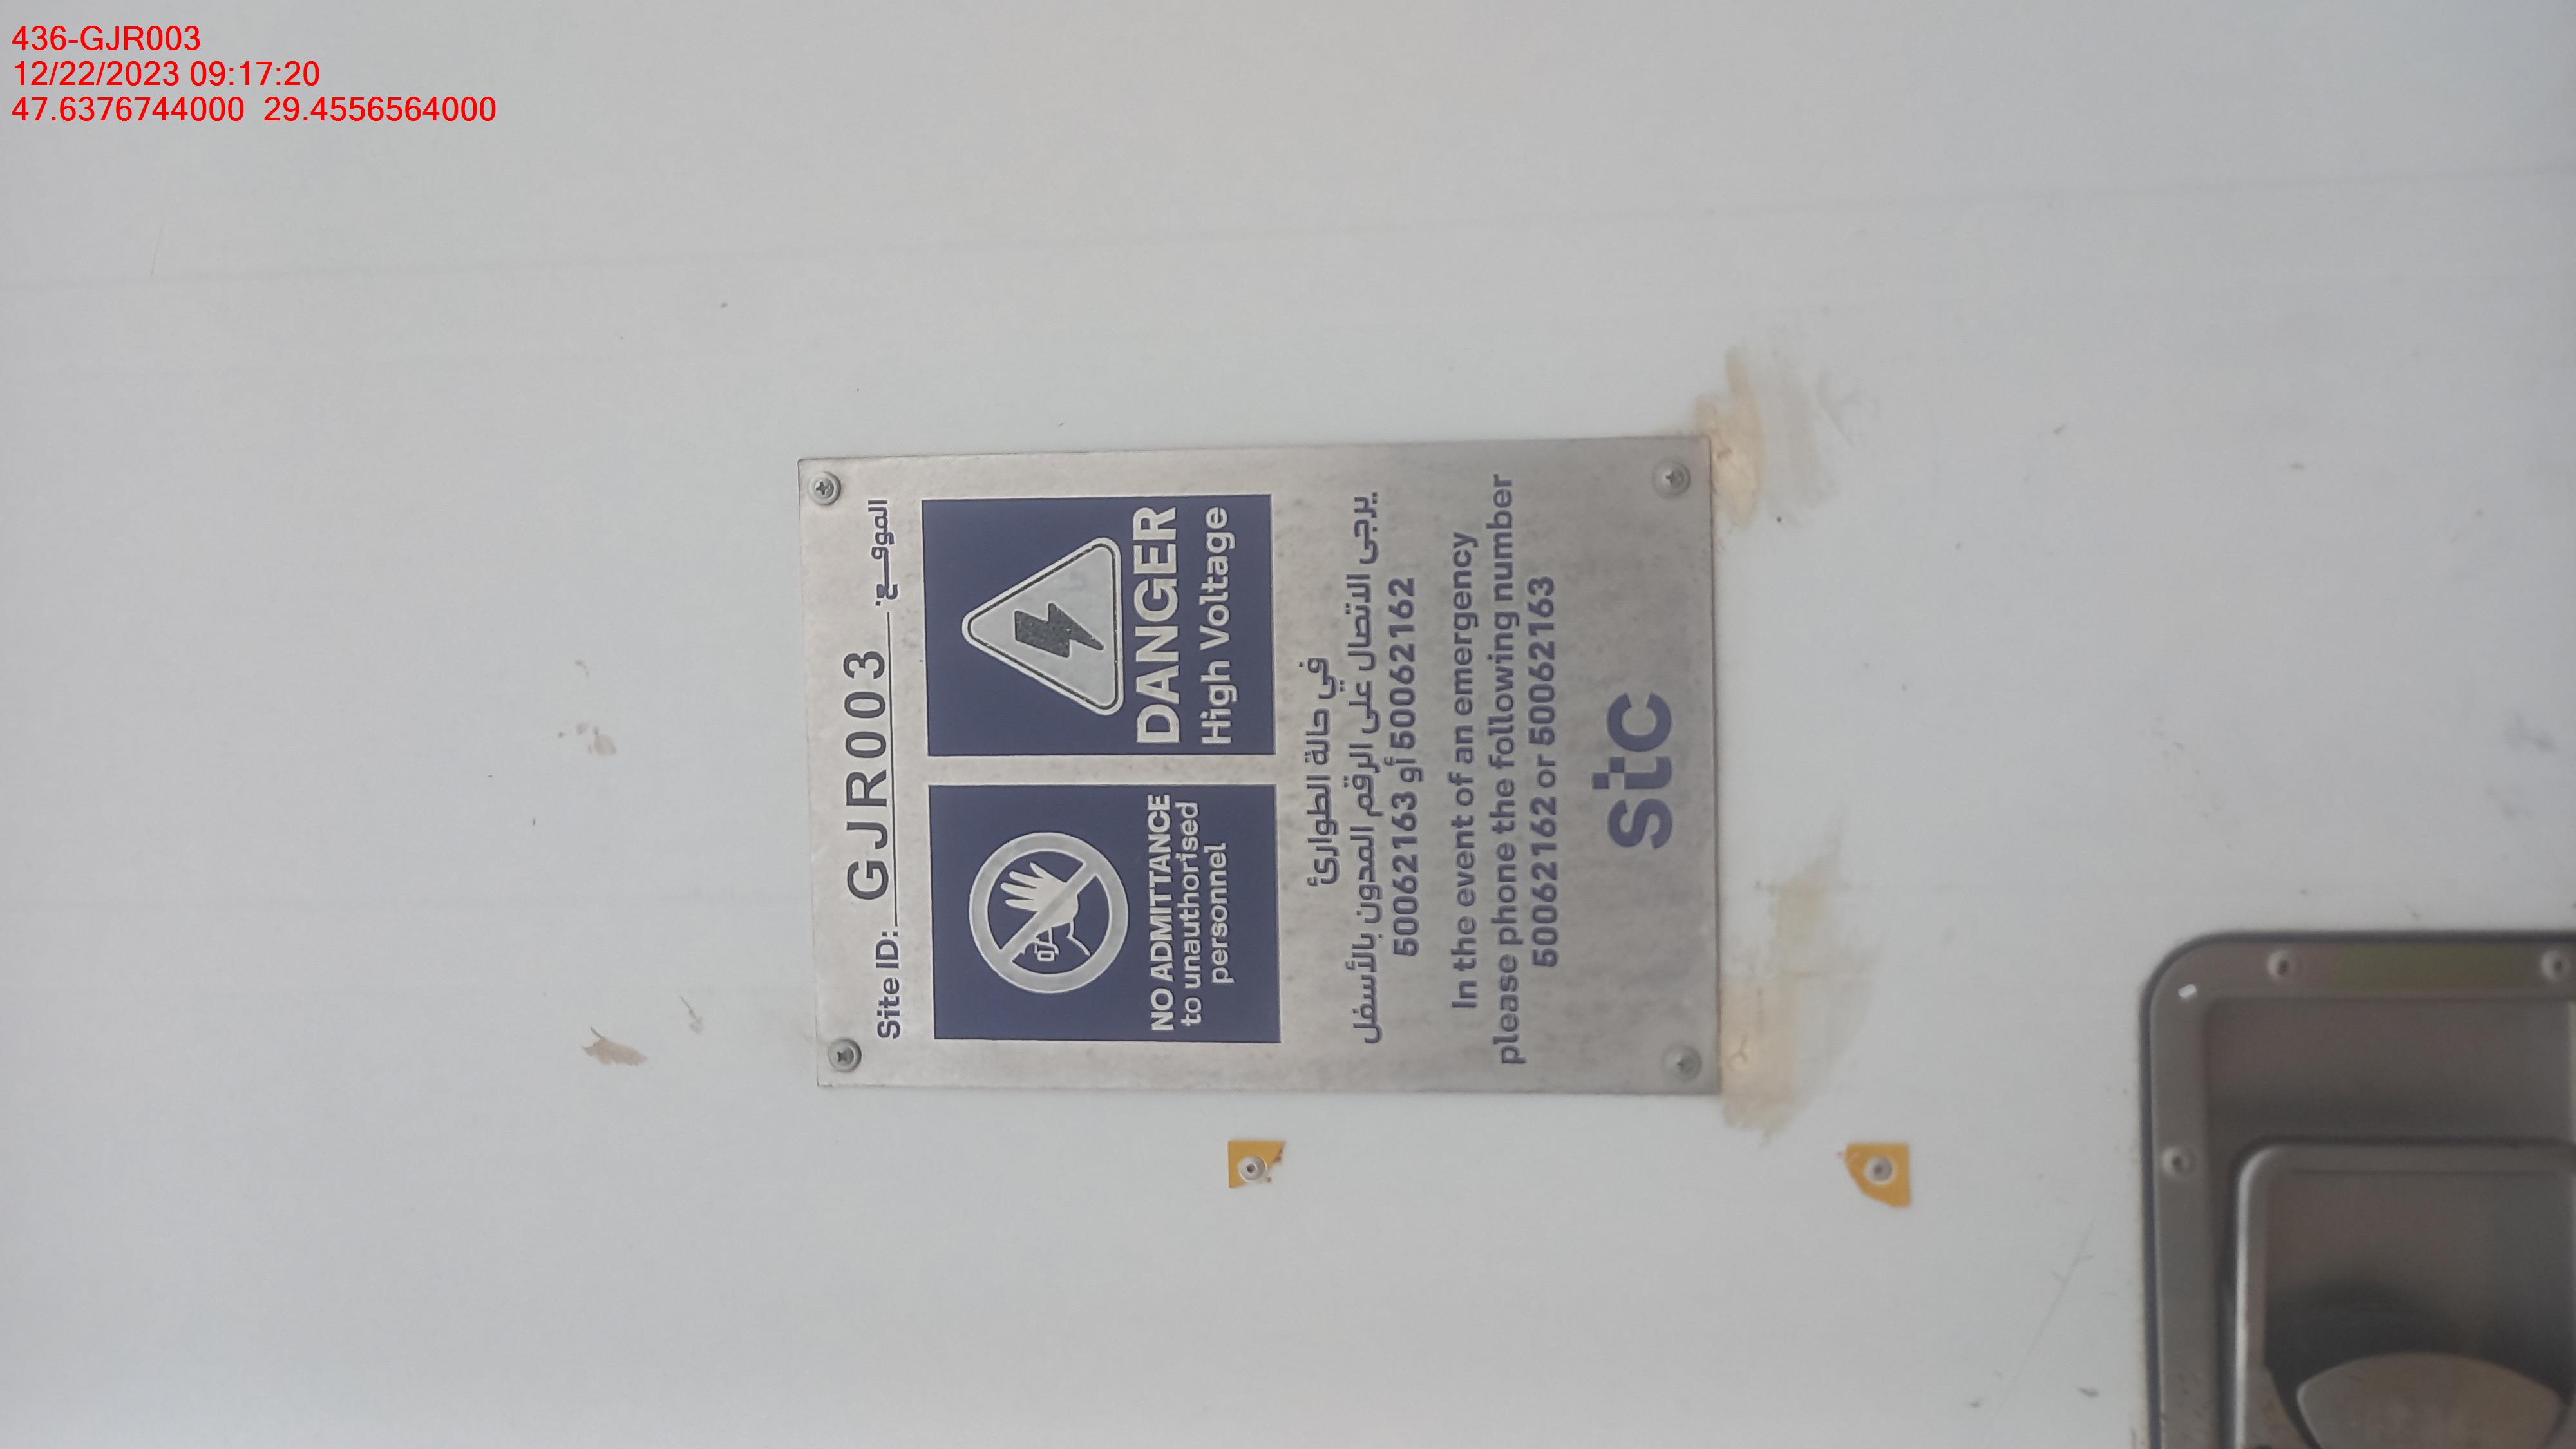 436-GJR003
12/22/2023 09:17:20
47.6376744000 29.4556564000
Site ID: GJR003 الموقع:
NO ADMITTANCE
to unauthorised
personnel
DANGER
High Voltage
في حالة الطوارئ
يرجى الاتصال على الرقم المدون بالأسفل
50062163 أو 50062162
In the event of an emergency
please phone the following number
50062162 or 50062163
stc